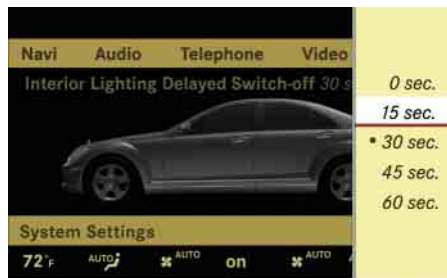 Navi Audio Telephone Video
Interior Lighting Delayed Switch-off 30 s
0 sec.
15 sec.
• 30 sec.
45 sec.
60 sec.
System Settings
72°F AUTO AUTO on AUTO